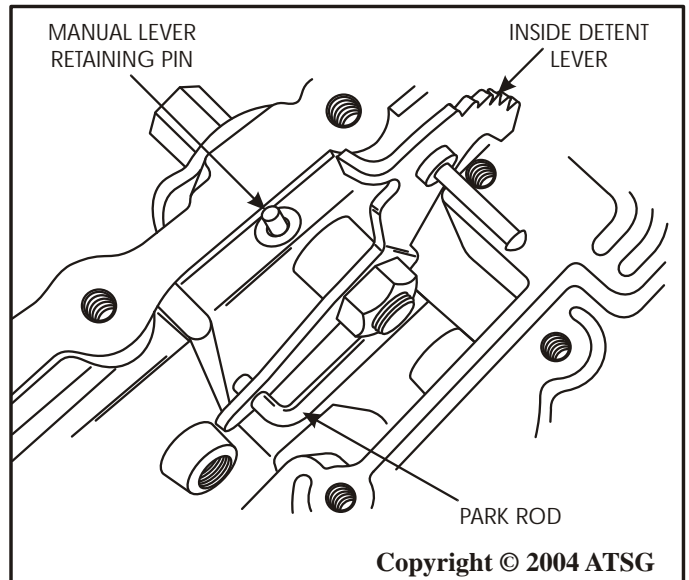 MANUAL LEVER
RETAINING PIN
INSIDE DETENT
LEVER
PARK ROD
Copyright © 2004 ATSG